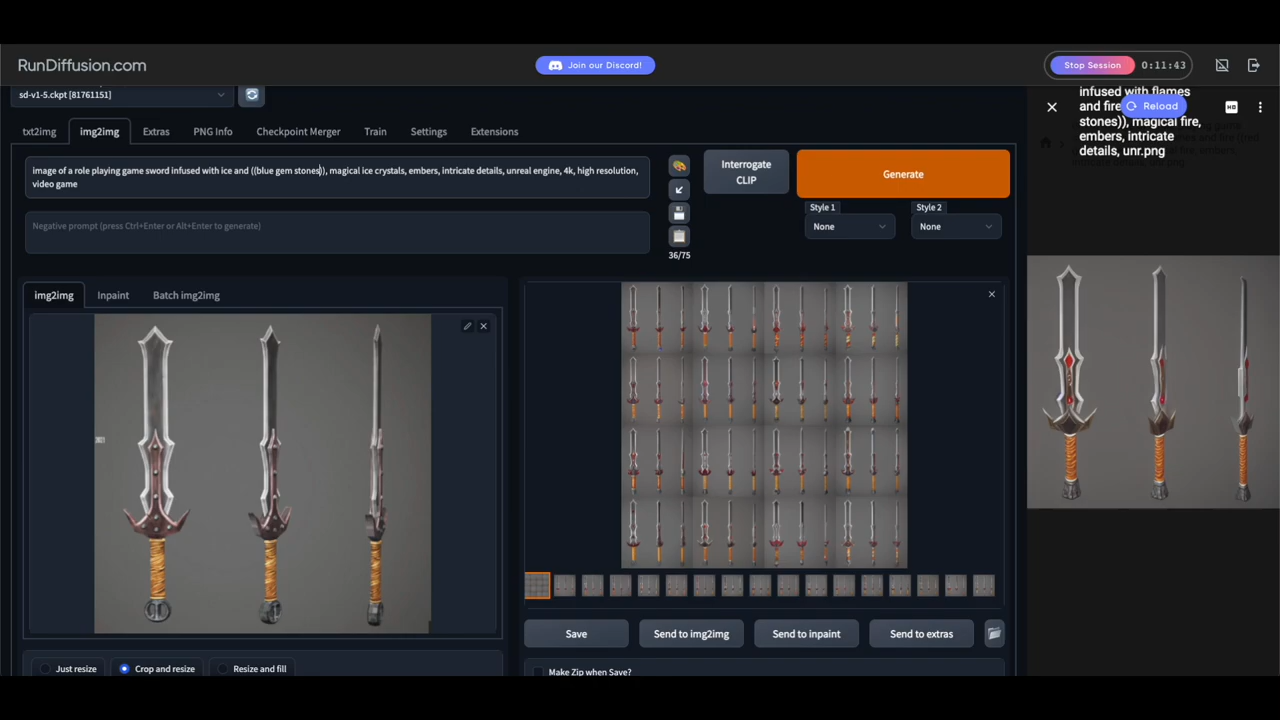 RunDiffusion.com
Join our Discord!
Stop Session
0:11:43
sd-v1-5.ckpt [81761151]
txt2img
img2img
Extras
PNG Info
Checkpoint Merger
Train
Settings
Extensions
image of a role playing game sword infused with ice and ((blue gem stones)), magical ice crystals, embers, intricate details, unreal engine, 4k, high resolution,
video game
Negative prompt (press Ctrl+Enter or Alt+Enter to generate)
36/75
Interrogate
CLIP
Generate
Style 1
None
Style 2
None
img2img
Inpaint
Batch img2img
2021
Save
Send to img2img
Send to inpaint
Send to extras
Just resize
Crop and resize
Resize and fill
Make Zip when Save?
infused with flames
and fire
Reload
HD
stones)), magical fire,
embers, intricate
details, unr.png